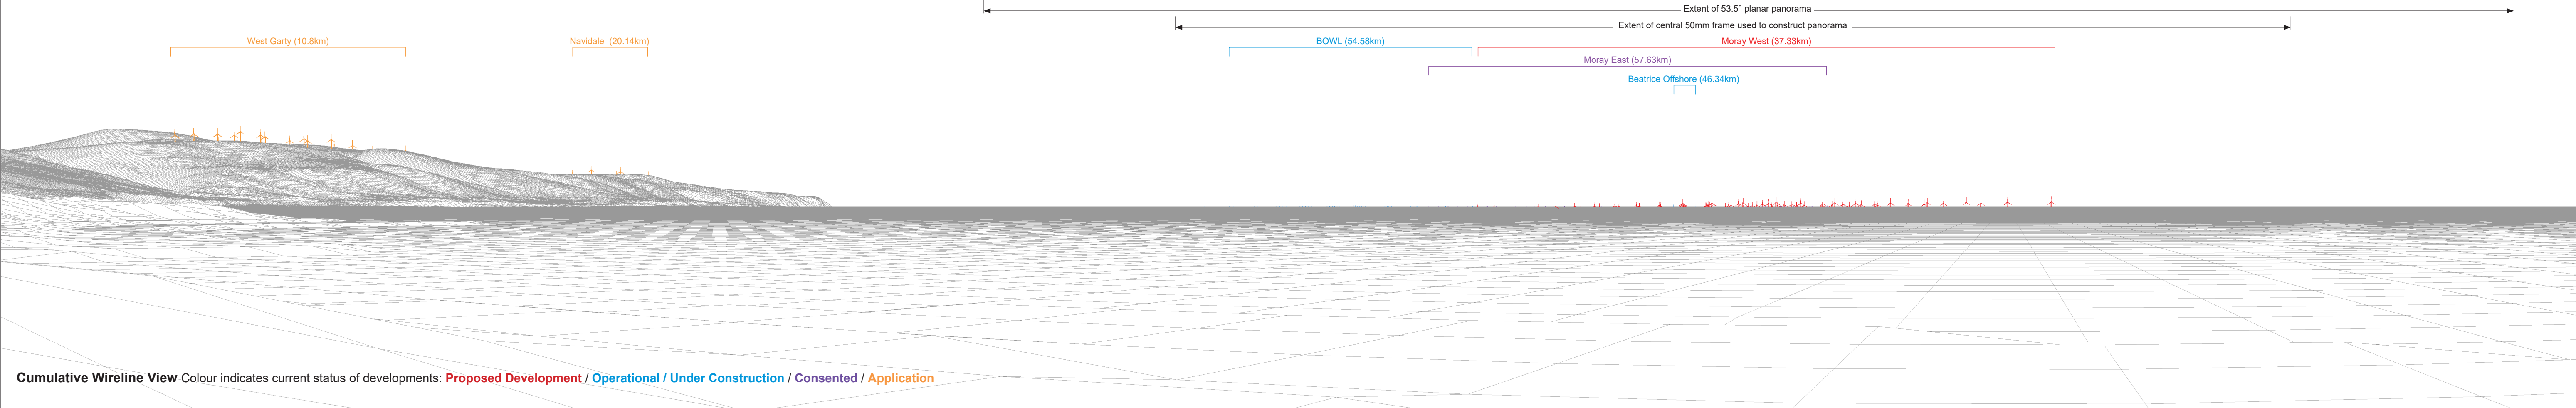 Extent of 53.5° planar panorama
Extent of central 50mm frame used to construct panorama
West Garty (10.8km)
Navidale (20.14km)
BOWL (54.58km)
Moray West (37.33km)
Moray East (57.63km)
Beatrice Offshore (46.34km)
Cumulative Wireline View Colour indicates current status of developments: Proposed Development / Operational / Under Construction / Consented / Application